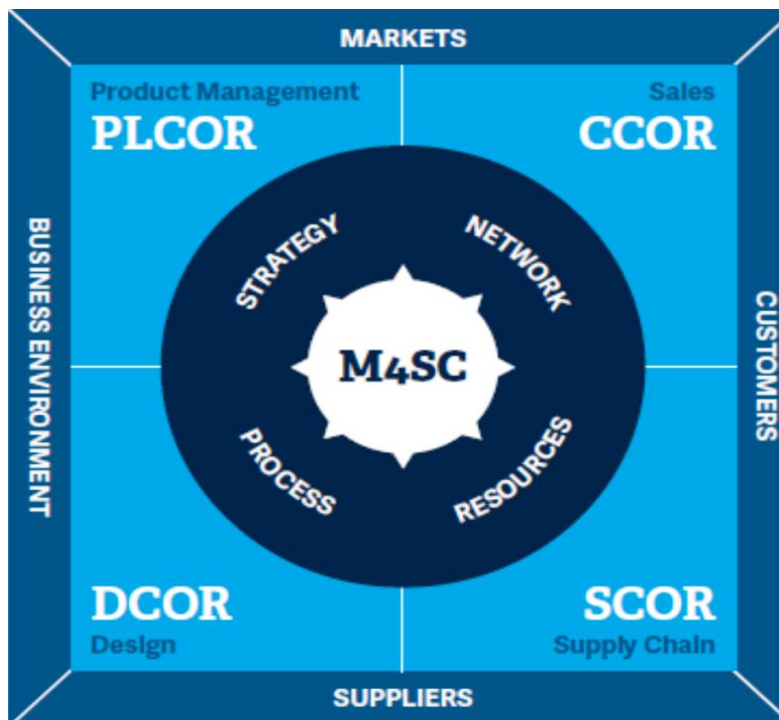 MARKETS
Product Management
PLCOR
Sales
CCOR
BUSINESS ENVIRONMENT
STRATEGY
NETWORK
M4SC
CUSTOMERS
PROCESS
RESOURCES
DCOR
Design
SCOR
Supply Chain
SUPPLIERS